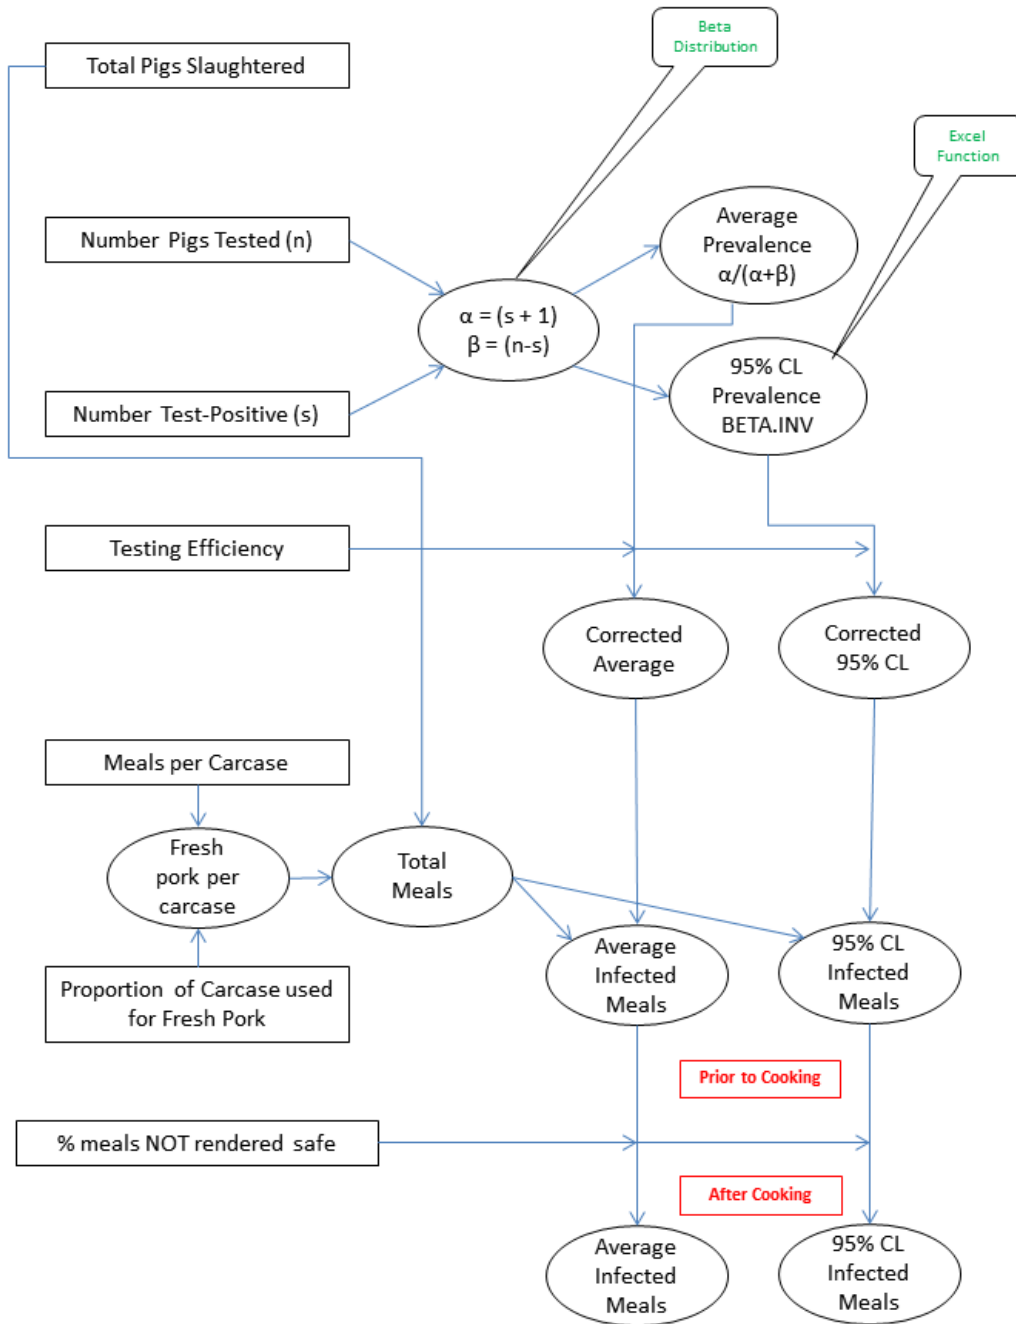 Beta
Distribution
Total Pigs Slaughtered
Excel
Function
Number Pigs Tested (n)
Average
Prevalence
α/(α+β)
α = (s + 1)
β = (n-s)
95% CL
Prevalence
BETA.INV
Number Test-Positive (s)
Testing Efficiency
Corrected
Average
Corrected
95% CL
Meals per Carcase
Fresh
pork per
carcase
Total
Meals
Proportion of Carcase used
for Fresh Pork
Average
Infected
Meals
95% CL
Infected
Meals
Prior to Cooking
% meals NOT rendered safe
After Cooking
Average
Infected
Meals
95% CL
Infected
Meals